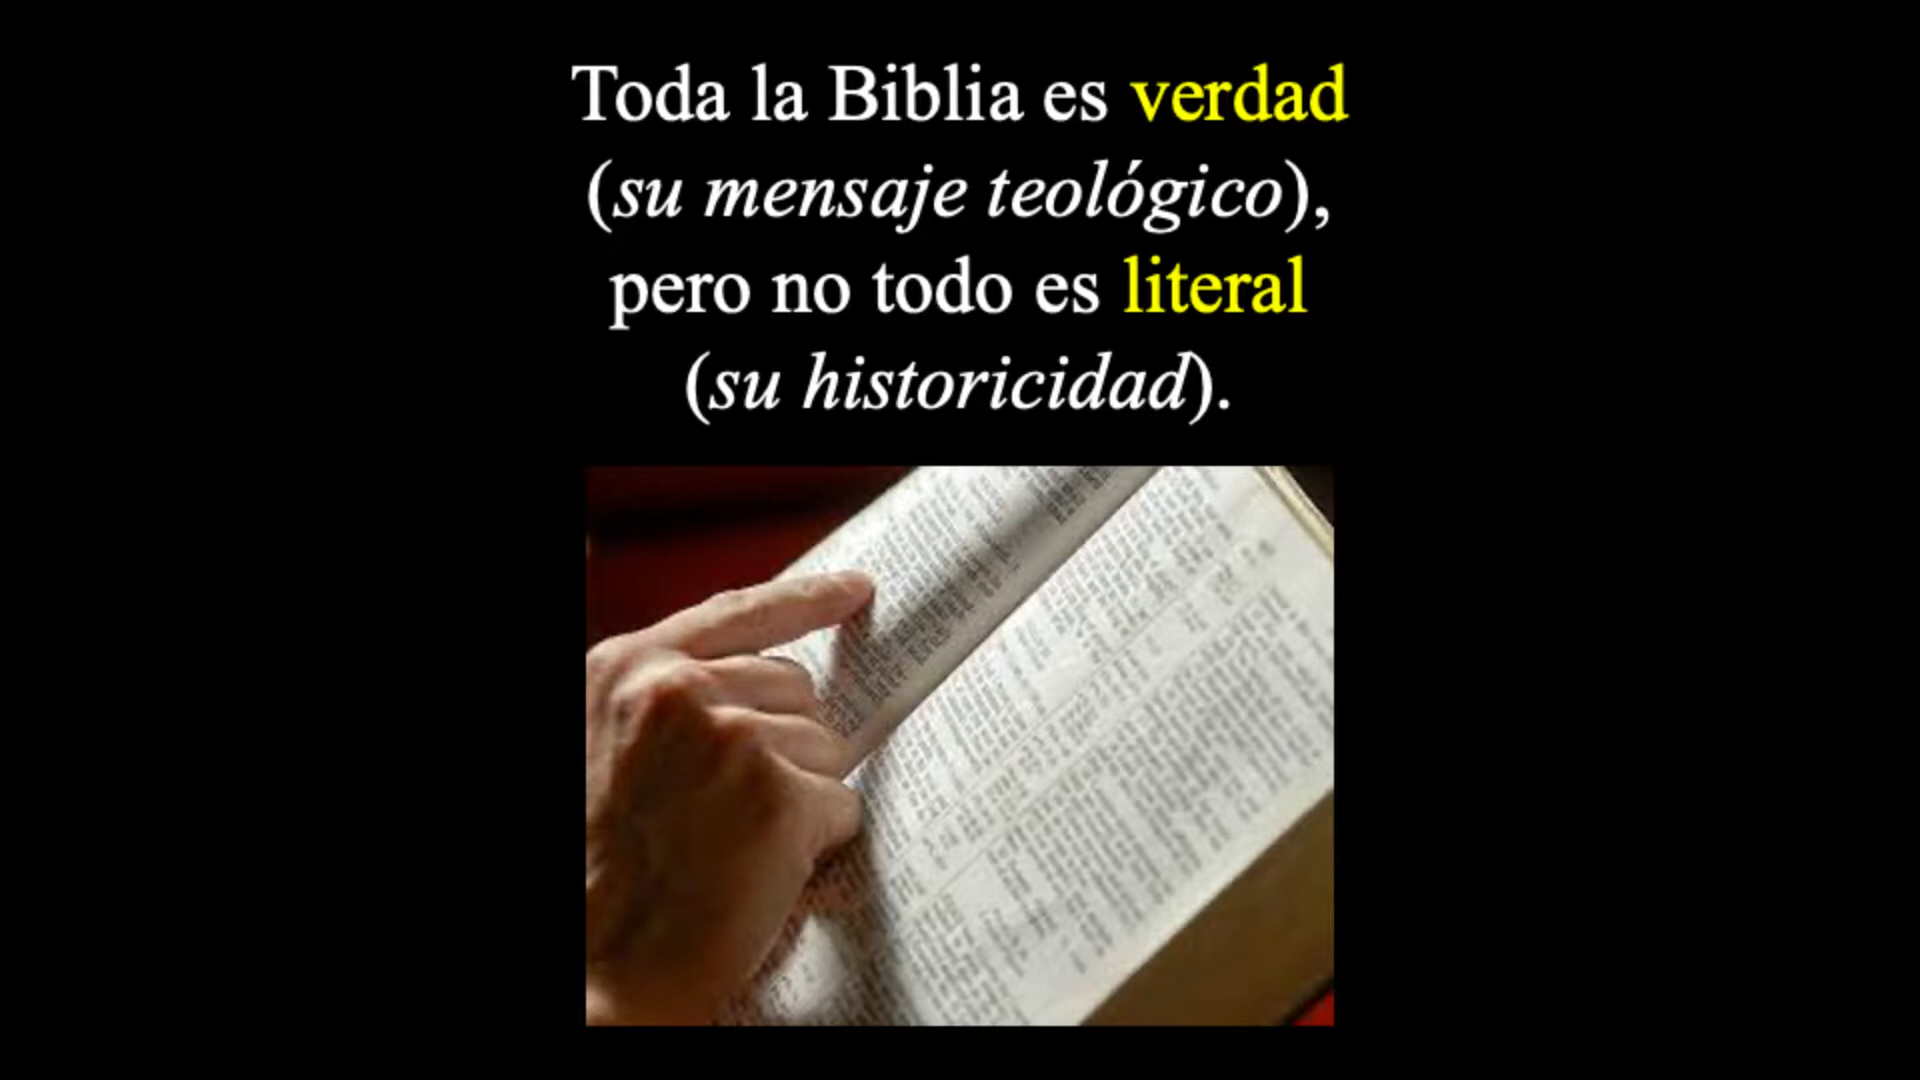 Toda la Biblia es verdad
(su mensaje teológico),
pero no todo es literal
(su historicidad).